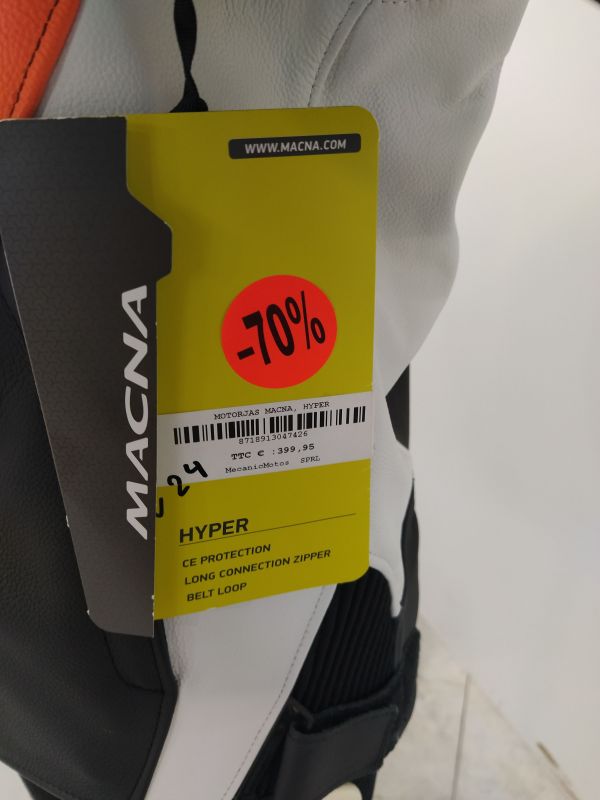 WWW.MACNA.COM
MACNA
-70%
MOTORJAS MACNA, HYPER
8718913047426
TTC € :399,95
MecanicMotos SPRL
24
HYPER
CE PROTECTION
LONG CONNECTION ZIPPER
BELT LOOP